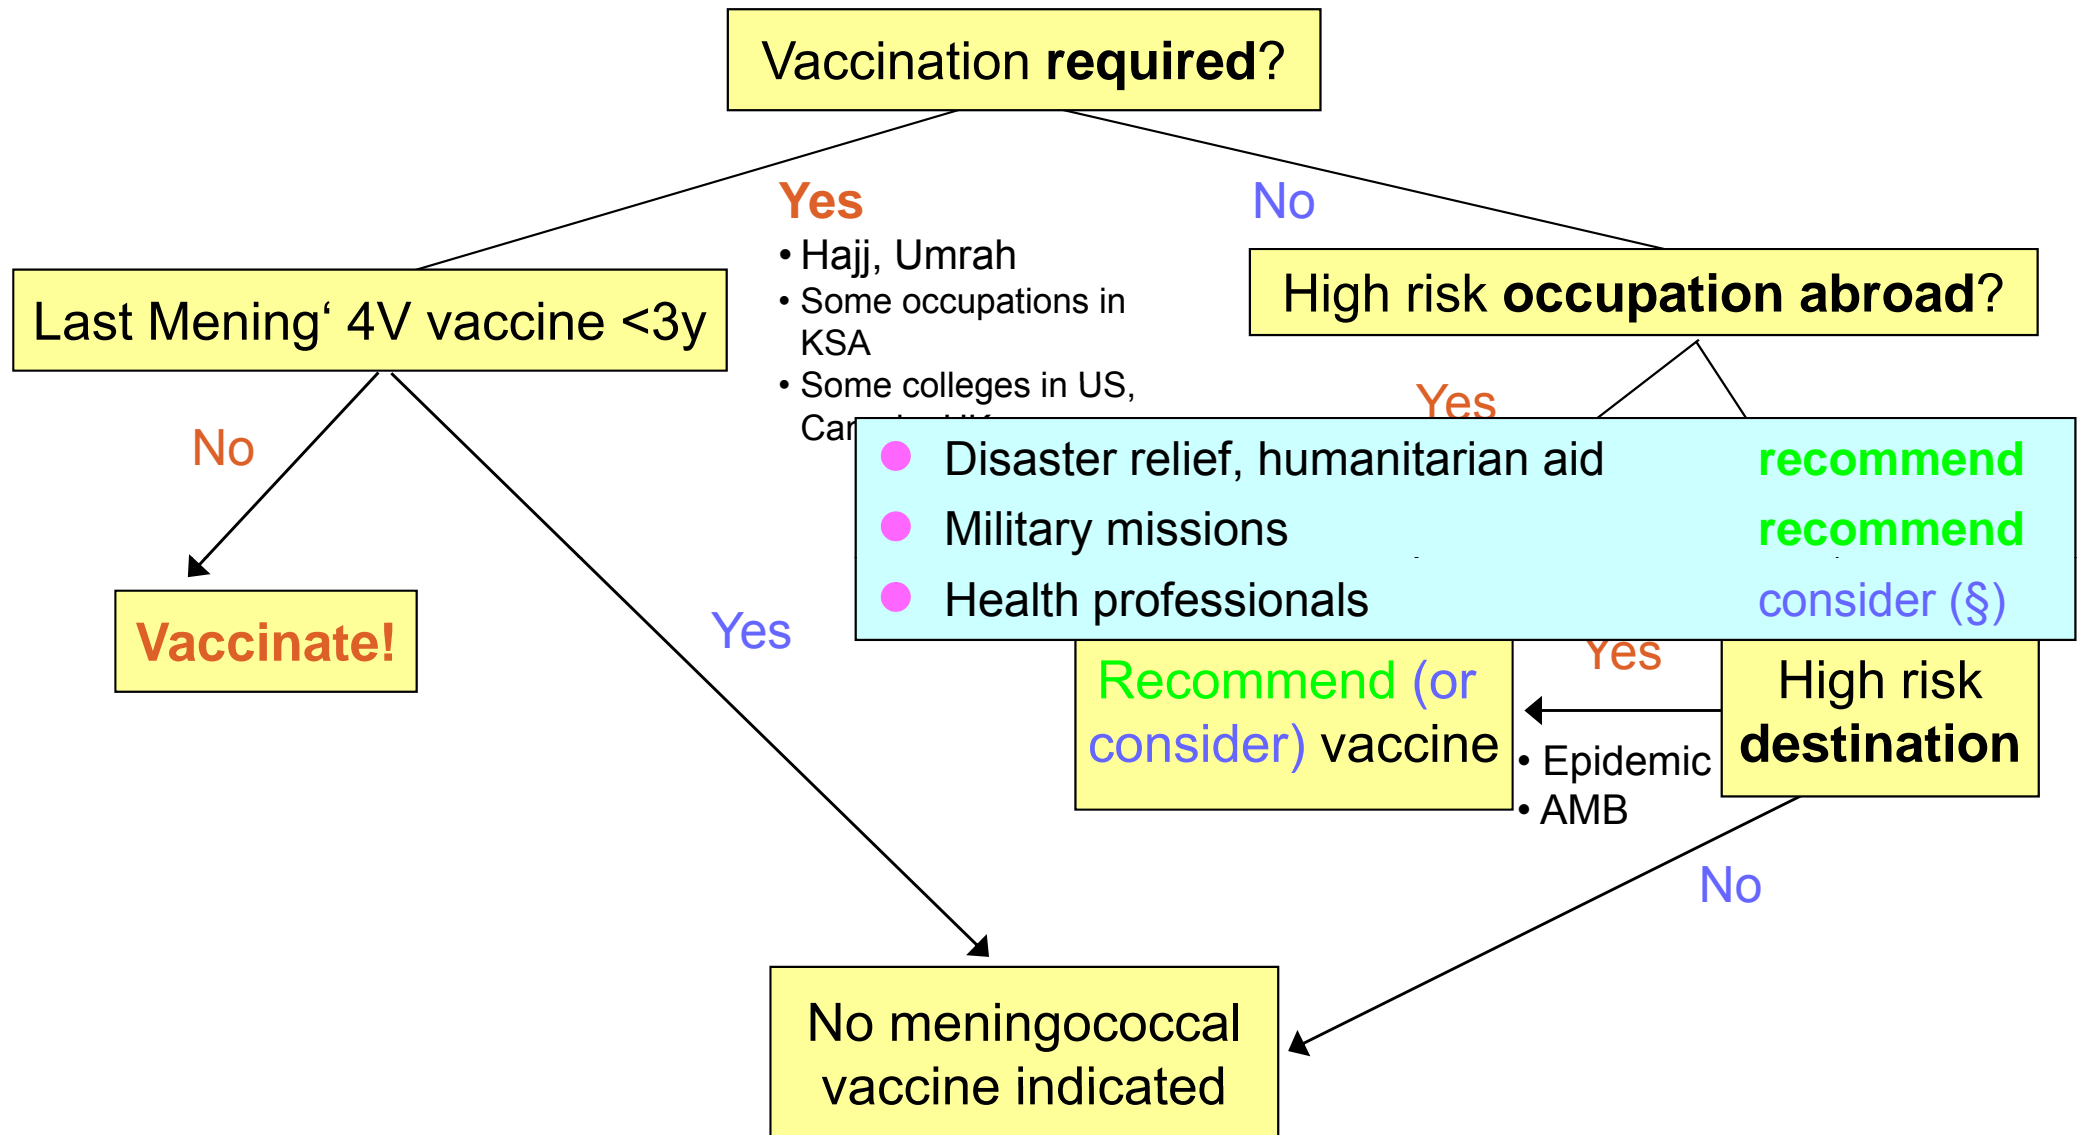 Vaccination required?
Yes
No
• Hajj, Umrah
• Some occupations in
KSA
• Some colleges in US,
High risk occupation abroad?
Last Mening‘ 4V vaccine <3y
Yes
No
● Disaster relief, humanitarian aid recommend
● Military missions recommend
● Health professionals consider (§)
Vaccinate!
Yes
Yes
Recommend (or
consider) vaccine
High risk
destination
• Epidemic
• AMB
No
No meningococcal
vaccine indicated